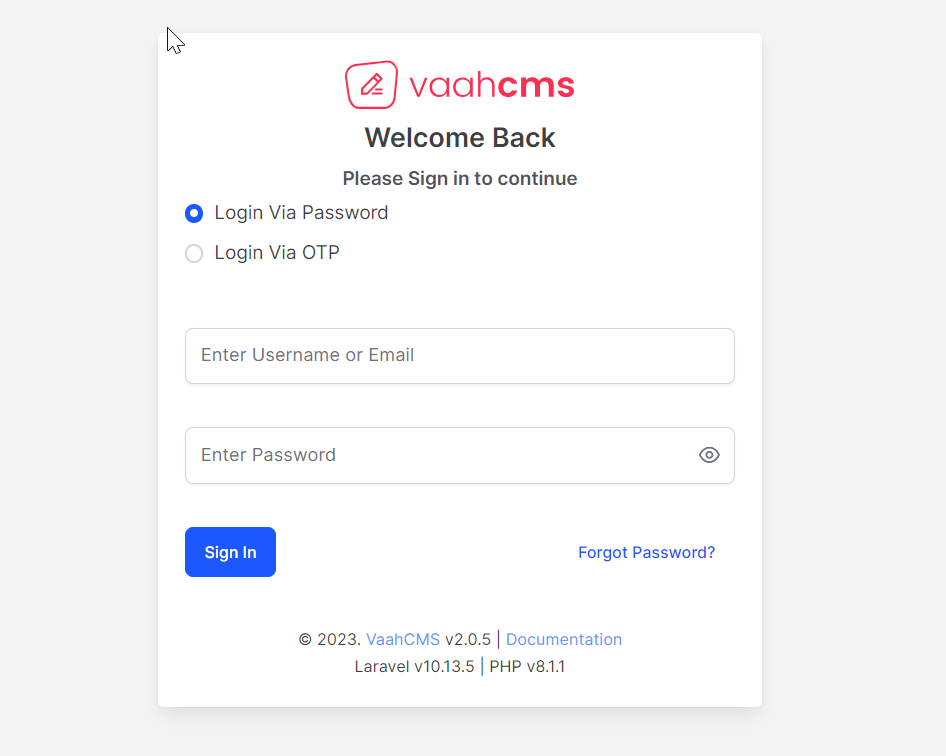 vaahcms
Welcome Back
Please Sign in to continue
Login Via Password
Login Via OTP
Enter Username or Email
Enter Password
Sign In
Forgot Password?
© 2023. VaahCMS v2.0.5 | Documentation
Laravel v10.13.5 | PHP v8.1.1